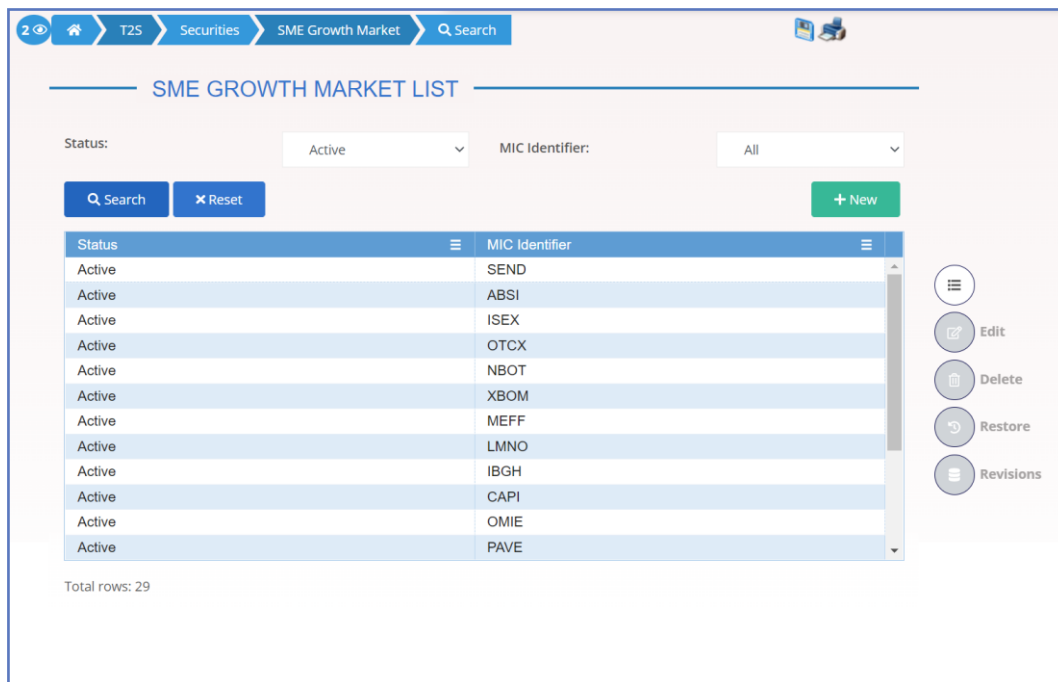 2 T2S Securities SME Growth Market Search
SME GROWTH MARKET LIST
Status: Active MIC Identifier: All
Search Reset New
Status MIC Identifier
Active SEND
Active ABSI
Active ISEX
Active OTCX
Active NBOT
Active XBOM
Active MEFF
Active LMNO
Active IBGH
Active CAPI
Active OMIE
Active PAVE
Edit
Delete
Restore
Revisions
Total rows: 29